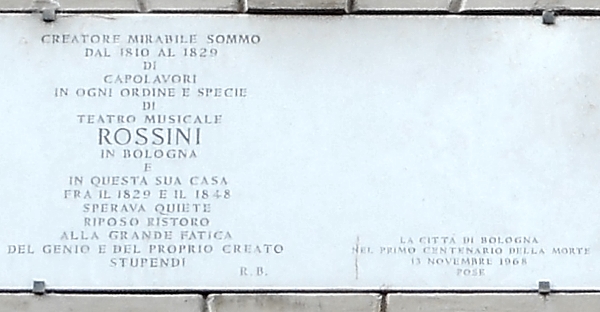 CREATORE MIRABILE SOMMO
DAL 1810 AL 1829
DI
CAPOLAVORI
IN OGNI ORDINE E SPECIE
DI
TEATRO MUSICALE
ROSSINI
IN BOLOGNA
E
IN QUESTA SUA CASA
FRA IL 1829 E IL 1848
SPERAVA QUIETE
RIPOSO RISTORO
ALLA GRANDE FATICA
DEL GENIO E DEL PROPRIO CREATO
STUPENDI
R.B.
LA CITTÀ DI BOLOGNA
NEL PRIMO CENTENARIO DELLA MORTE
13 NOVEMBRE 1968
POSE